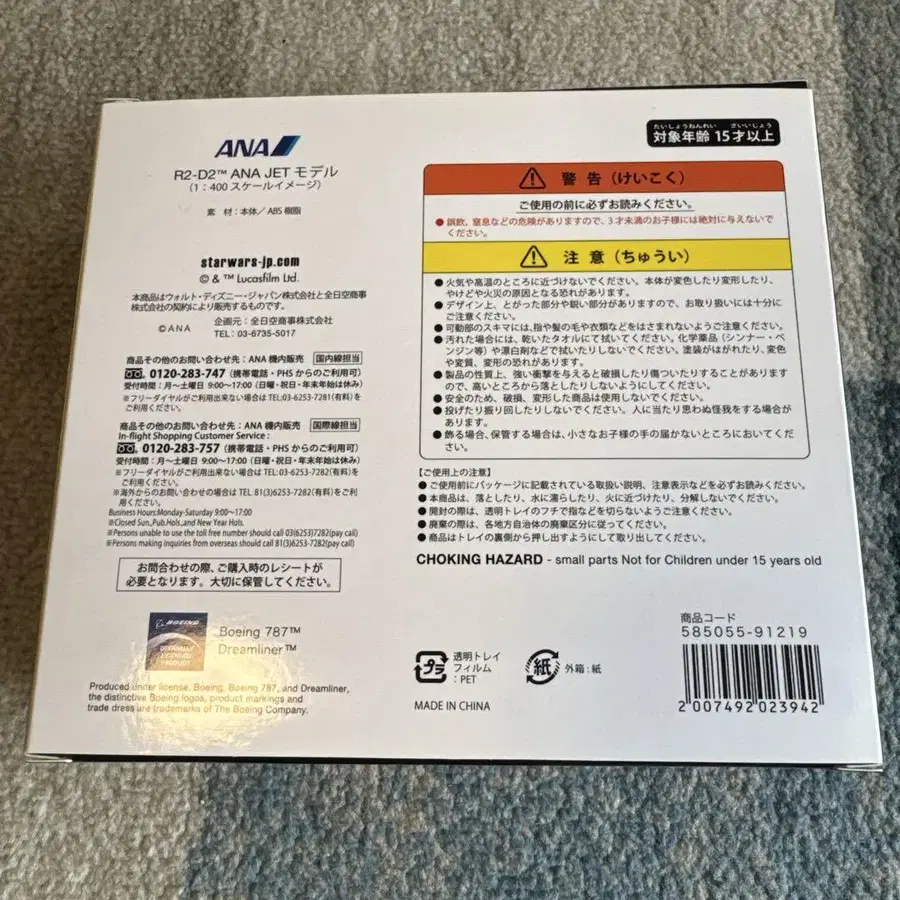 ANA
R2-D2™ ANA JET モデル
(1:400 スケールイメージ)
素 材:本体/ABS 樹脂
starwars-jp.com
© & ™ Lucasfilm Ltd.
本商品はウォルト・ディズニー・ジャパン株式会社と全日空商事
株式会社の契約により販売するものです。
©ANA 企画元:全日空商事株式会社
TEL:03-6735-5017
商品その他のお問い合わせ先:ANA 機内販売 国内線担当
0120-283-747 (携帯電話・PHS からのご利用可)
受付時間:月~土曜日 9:00~17:00 (日曜・祝日・年末年始は休み)
※フリーダイヤルがご利用出来ない場合は TEL.03-6253-7281(有料)を
ご利用ください。
商品その他のお問い合わせ先:ANA 機内販売 国際線担当
In-flight Shopping Customer Service :
0120-283-757 (携帯電話・PHS からのご利用可)
受付時間:月~土曜日 9:00~17:00 (日曜・祝日・年末年始は休み)
※フリーダイヤルがご利用出来ない場合は TEL 03-6253-7282(有料)をご
利用ください。
※海外からのお問い合わせの場合は TEL 81(3)6253-7282(有料)をご利
用ください。
Business Hours:Monday-Saturday 9:00~17:00
※Closed Sun.,Pub.Hols.,and New Year Hols.
※Persons unable to use the toll free number should call 03(6253)7282(pay call)
※Persons making inquiries from overseas should call 81(3)6253-7282(pay call)
お問合わせの際、ご購入時のレシートが
必要となります。大切に保管してください。
BOEING
OFFICIALLY
LICENSED
PRODUCT
Boeing 787™
Dreamliner™
Produced under license. Boeing, Boeing 787, and Dreamliner,
the distinctive Boeing logos, product markings and
trade dress are trademarks of The Boeing Company.
たいしょうねんれい さいいじょう
対象年齢 15才以上
警 告 (けいこく)
ご使用の前に必ずお読みください。
●誤飲、窒息などの危険がありますので、3才未満のお子様には絶対に与えないで
ください。
注 意 (ちゅうい)
●火気や高温のところに近づけないでください。本体が変色したり変形したり、
やけどや火災の原因となる恐れがあります。
●デザイン上、とがった部分や鋭い部分がありますので、お取り扱いには十分に
ご注意ください。
●可動部のスキマには、指や髪の毛や衣類などをはさまれないようご注意ください。
●汚れた場合には、乾いたタオルにて拭いてください。化学薬品(シンナー・ベ
ンジン等)や漂白剤などで拭いたりしないでください。塗装がはがれたり、変色
や変質、変形の恐れがあります。
●製品の性質上、強い衝撃を与えると破損したり傷ついたりすることがあります
ので、高いところから落としたりしないようにしてください。
●安全のため、破損、変形した商品は使用しないでください。
●投げたり振り回したりしないでください。人に当たり思わぬ怪我をする場合が
あります。
●飾る場合、保管する場合は、小さなお子様の手の届かないところにおいてくだ
さい。
【ご使用上の注意】
●ご使用前にパッケージに記載されている取扱い説明、注意表示などを必ずお読みください。
●本商品は、落としたり、水に濡らしたり、火に近づけたり、分解しないでください。
●開封の際は、透明トレイのフチで指などを切らないようご注意ください。
●廃棄の際は、各地方自治体の廃棄区分に従ってください。
●商品はトレイの裏側から押し出すようにして取り出してください。
CHOKING HAZARD - small parts Not for Children under 15 years old
商品コード
585055-91219
プラ
透明トレイ
フィルム
:PET
紙
外箱:紙
MADE IN CHINA
2 007492 023942